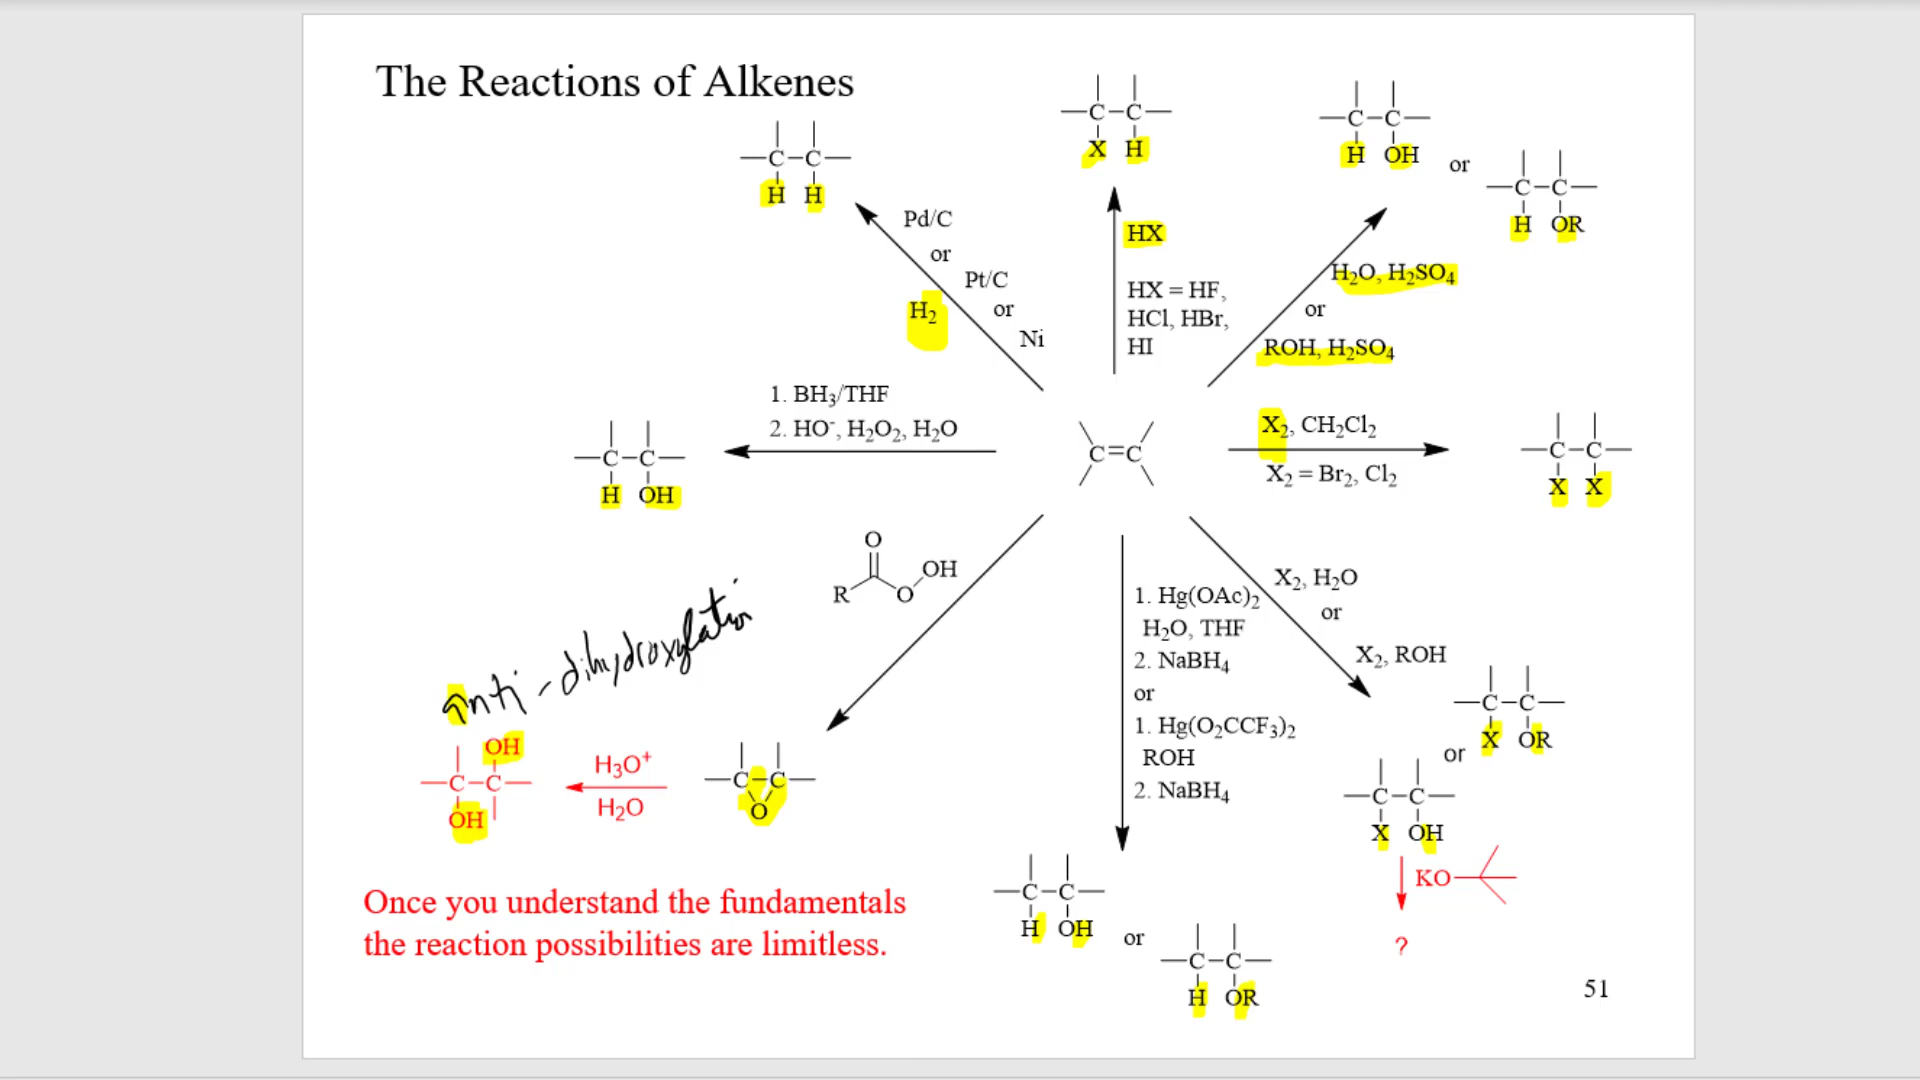 The Reactions of Alkenes
C-C
H H
C-C
X H
C-C
H OH
or
C-C
H OR
Pd/C
or
Pt/C
or
Ni
H₂
HX
HX = HF,
HCl, HBr,
HI
H₂O, H₂SO₄
or
ROH, H₂SO₄
1. BH₃/THF
2. HO⁻, H₂O₂, H₂O
C-C
H OH
C=C
X₂, CH₂Cl₂
X₂ = Br₂, Cl₂
C-C
X X
O
R O OH
anti-dihydroxylation
1. Hg(OAc)₂
H₂O, THF
2. NaBH₄
or
1. Hg(O₂CCF₃)₂
ROH
2. NaBH₄
X₂, H₂O
or
X₂, ROH
C-C
X OR
or
C-C
X OH
OH
C-C
OH
H₃O⁺
H₂O
C-C
O
KO
?
Once you understand the fundamentals
the reaction possibilities are limitless.
C-C
H OH
or
C-C
H OR
51